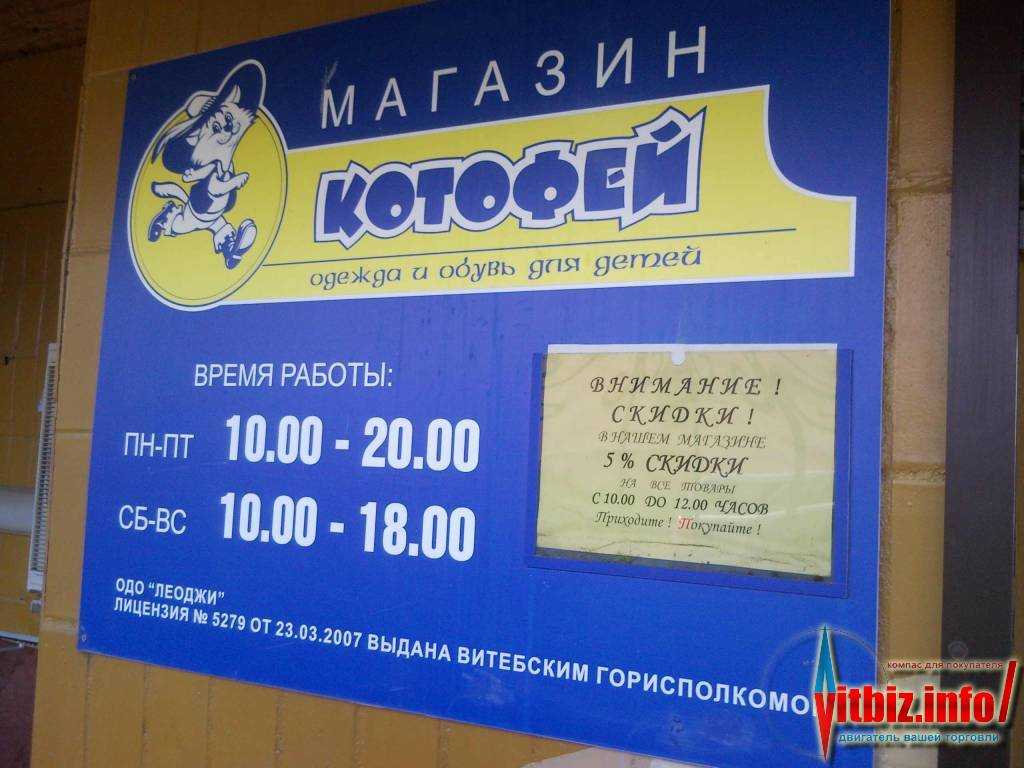 МАГАЗИН
КОТОФЕЙ
одежда и обувь для детей
ВРЕМЯ РАБОТЫ:
ПН-ПТ 10.00 - 20.00
СБ-ВС 10.00 - 18.00
ВНИМАНИЕ !
СКИДКИ !
В НАШЕМ МАГАЗИНЕ
5 % СКИДКИ
НА ВСЕ ТОВАРЫ
С 10.00 ДО 12.00 ЧАСОВ
Приходите ! Покупайте !
ОДО "ЛЕОДЖИ"
ЛИЦЕНЗИЯ № 5279 ОТ 23.03.2007 ВЫДАНА ВИТЕБСКИМ ГОРИСПОЛКОМОМ
компас для покупателя
vitbiz.info!
двигатель вашей торговли